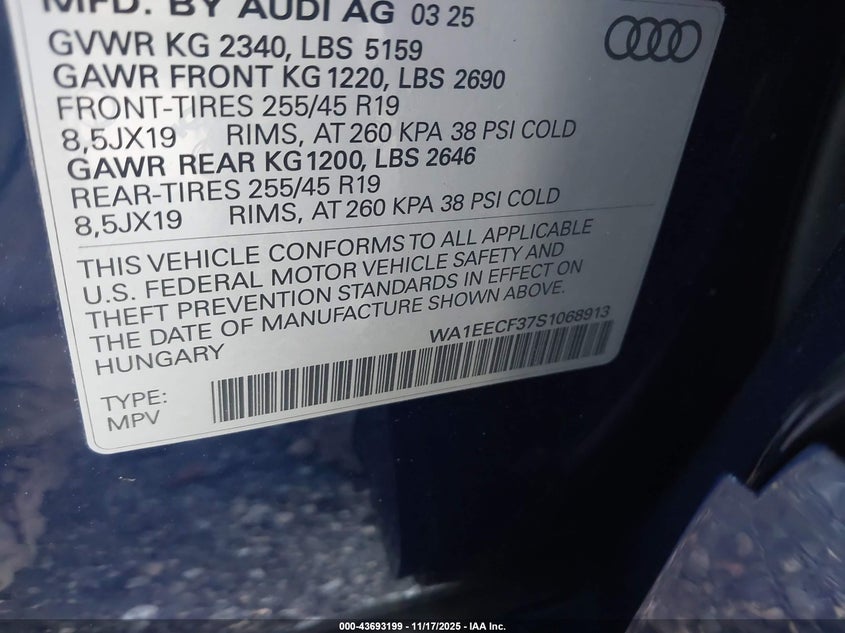 MFD. BY AUDI AG 03 25
GVWR KG 2340, LBS 5159
GAWR FRONT KG 1220, LBS 2690
FRONT-TIRES 255/45 R19
8,5JX19 RIMS, AT 260 KPA 38 PSI COLD
GAWR REAR KG 1200, LBS 2646
REAR-TIRES 255/45 R19
8,5JX19 RIMS, AT 260 KPA 38 PSI COLD
THIS VEHICLE CONFORMS TO ALL APPLICABLE
U.S. FEDERAL MOTOR VEHICLE SAFETY AND
THEFT PREVENTION STANDARDS IN EFFECT ON
THE DATE OF MANUFACTURE SHOWN ABOVE.
HUNGARY WA1EECF37S1068913
TYPE:
MPV
000-43693199 - 11/17/2025 - IAA Inc.